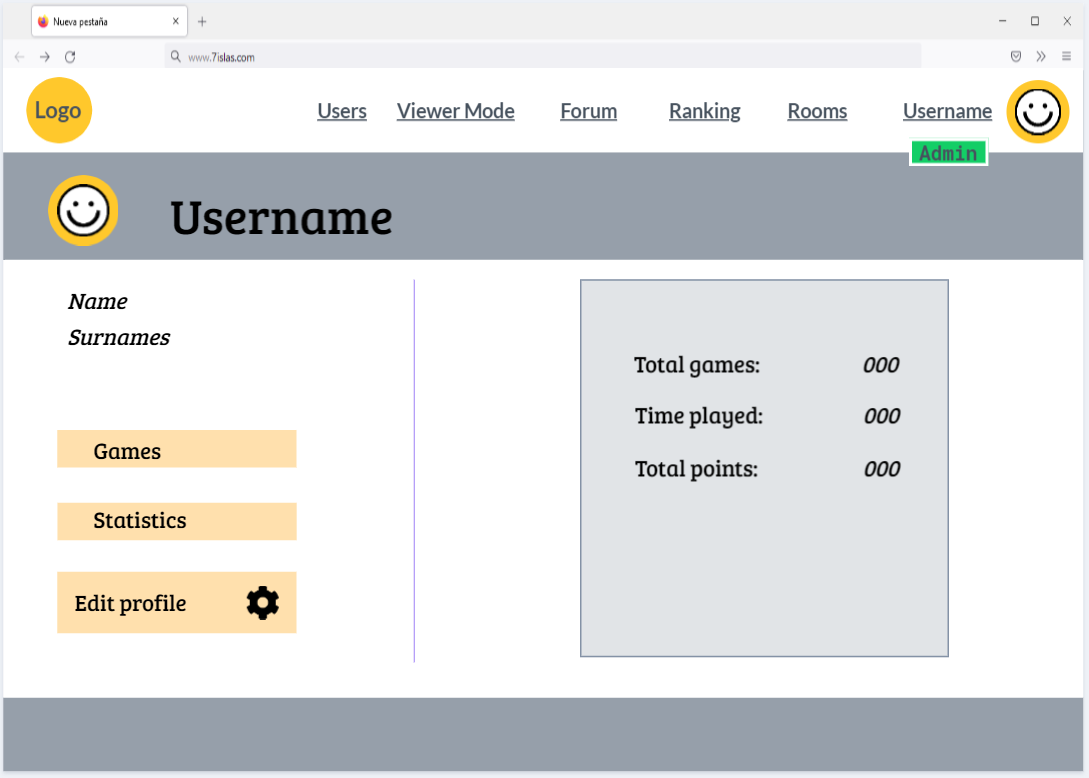 Nueva pestaña
www.7islas.com
Logo
Users Viewer Mode Forum Ranking Rooms Username
Admin
Username
Name
Surnames
Total games: 000
Time played: 000
Total points: 000
Games
Statistics
Edit profile